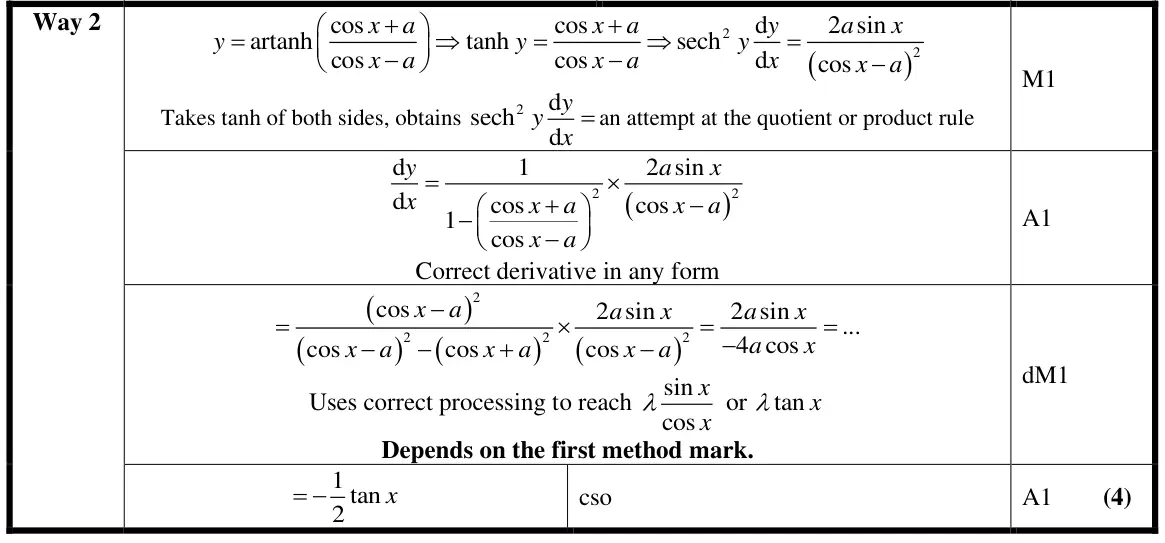 Way 2
y = artanh((cos x + a)/(cos x − a)) ⇒ tanh y = (cos x + a)/(cos x − a) ⇒ sech² y dy/dx = 2a sin x/(cos x − a)²
M1
Takes tanh of both sides, obtains sech² y dy/dx = an attempt at the quotient or product rule
dy/dx = 1/(1 − ((cos x + a)/(cos x − a))²) × 2a sin x/(cos x − a)²
A1
Correct derivative in any form
= (cos x − a)²/((cos x − a)² − (cos x + a)²) × 2a sin x/(cos x − a)² = 2a sin x/(−4a cos x) = ...
dM1
Uses correct processing to reach λ sin x/cos x or λ tan x
Depends on the first method mark.
= −1/2 tan x
cso
A1 (4)